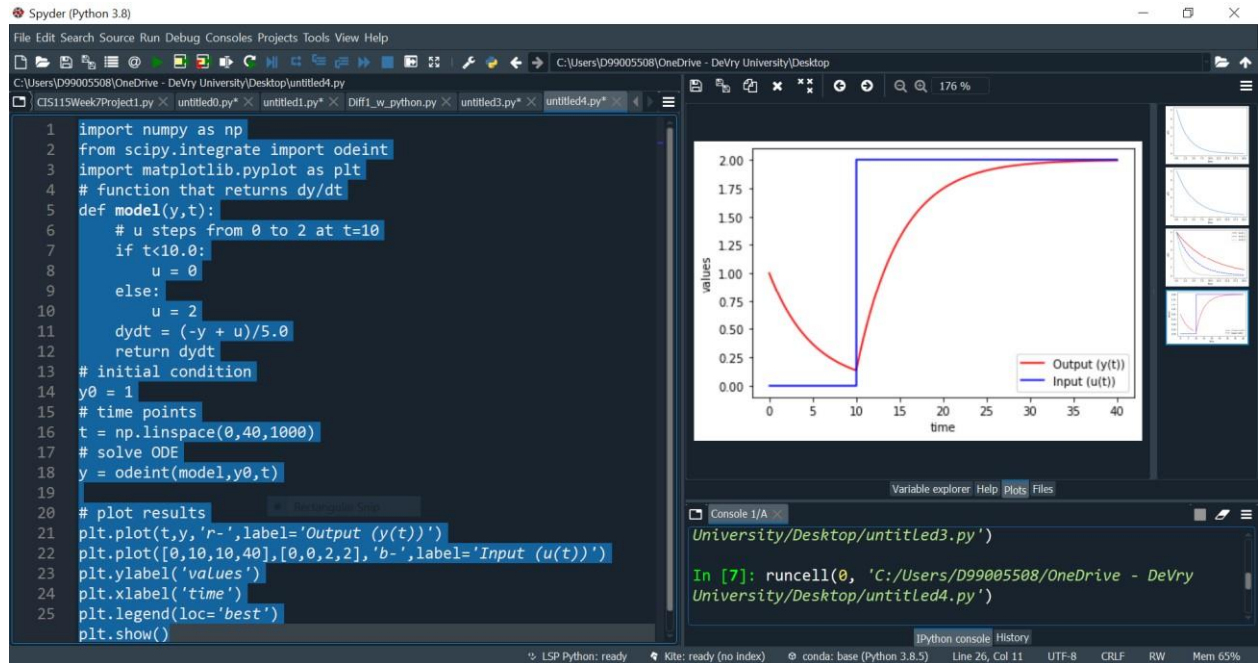 Spyder (Python 3.8)
File Edit Search Source Run Debug Consoles Projects Tools View Help
C:\Users\D99005508\OneDrive - DeVry University\Desktop
C:\Users\D99005508\OneDrive - DeVry University\Desktop\untitled4.py
CIS115Week7Project1.py untitled0.py* untitled1.py* Diff1_w_python.py untitled3.py* untitled4.py*
1 import numpy as np
2 from scipy.integrate import odeint
3 import matplotlib.pyplot as plt
4 # function that returns dy/dt
5 def model(y,t):
6 # u steps from 0 to 2 at t=10
7 if t<10.0:
8 u = 0
9 else:
10 u = 2
11 dydt = (-y + u)/5.0
12 return dydt
13 # initial condition
14 y0 = 1
15 # time points
16 t = np.linspace(0,40,1000)
17 # solve ODE
18 y = odeint(model,y0,t)
19
20 # plot results
21 plt.plot(t,y,'r-',label='Output (y(t))')
22 plt.plot([0,10,10,40],[0,0,2,2],'b-',label='Input (u(t))')
23 plt.ylabel('values')
24 plt.xlabel('time')
25 plt.legend(loc='best')
plt.show()
Rectangular Snip
176 %
2.00
1.75
1.50
1.25
1.00
0.75
0.50
0.25
0.00
values
Output (y(t))
Input (u(t))
0 5 10 15 20 25 30 35 40
time
Variable explorer Help Plots Files
Console 1/A
University/Desktop/untitled3.py')
In [7]: runcell(0, 'C:/Users/D99005508/OneDrive - DeVry
University/Desktop/untitled4.py')
IPython console History
LSP Python: ready Kite: ready (no index) conda: base (Python 3.8.5) Line 26, Col 11 UTF-8 CRLF RW Mem 65%